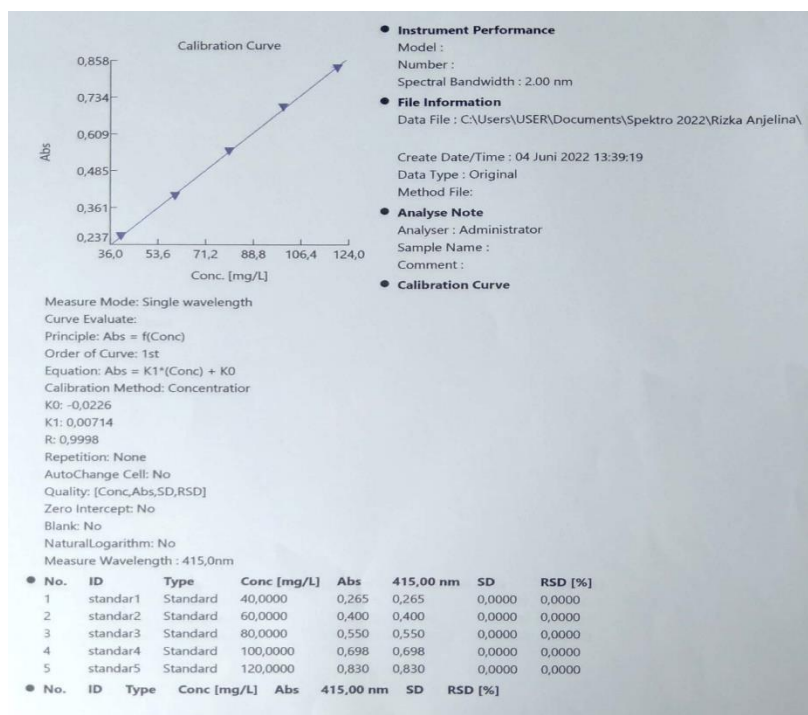 Calibration Curve
0,858
0,734
0,609
0,485
0,361
0,237
Abs
36,0 53,6 71,2 88,8 106,4 124,0
Conc. [mg/L]
● Instrument Performance
Model :
Number :
Spectral Bandwidth : 2.00 nm
● File Information
Data File : C:\Users\USER\Documents\Spektro 2022\Rizka Anjelina\
Create Date/Time : 04 Juni 2022 13:39:19
Data Type : Original
Method File:
● Analyse Note
Analyser : Administrator
Sample Name :
Comment :
● Calibration Curve
Measure Mode: Single wavelength
Curve Evaluate:
Principle: Abs = f(Conc)
Order of Curve: 1st
Equation: Abs = K1*(Conc) + K0
Calibration Method: Concentratior
K0: -0,0226
K1: 0,00714
R: 0,9998
Repetition: None
AutoChange Cell: No
Quality: [Conc,Abs,SD,RSD]
Zero Intercept: No
Blank: No
NaturalLogarithm: No
Measure Wavelength : 415,0nm
● No. ID Type Conc [mg/L] Abs 415,00 nm SD RSD [%]
1 standar1 Standard 40,0000 0,265 0,265 0,0000 0,0000
2 standar2 Standard 60,0000 0,400 0,400 0,0000 0,0000
3 standar3 Standard 80,0000 0,550 0,550 0,0000 0,0000
4 standar4 Standard 100,0000 0,698 0,698 0,0000 0,0000
5 standar5 Standard 120,0000 0,830 0,830 0,0000 0,0000
● No. ID Type Conc [mg/L] Abs 415,00 nm SD RSD [%]